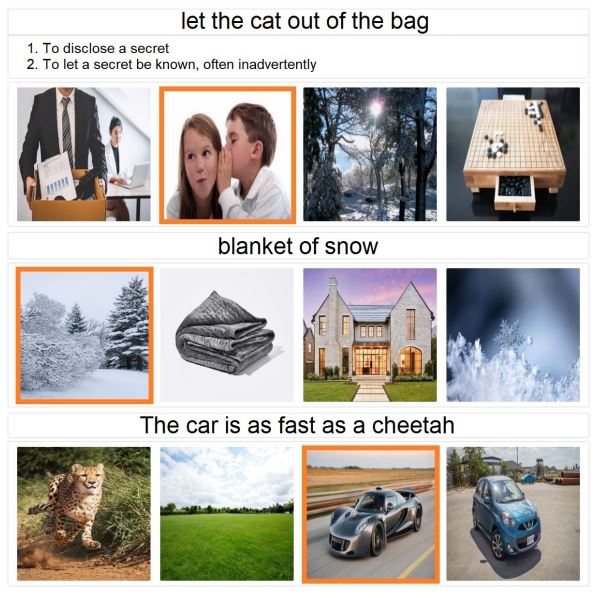 let the cat out of the bag
1. To disclose a secret
2. To let a secret be known, often inadvertently
blanket of snow
The car is as fast as a cheetah